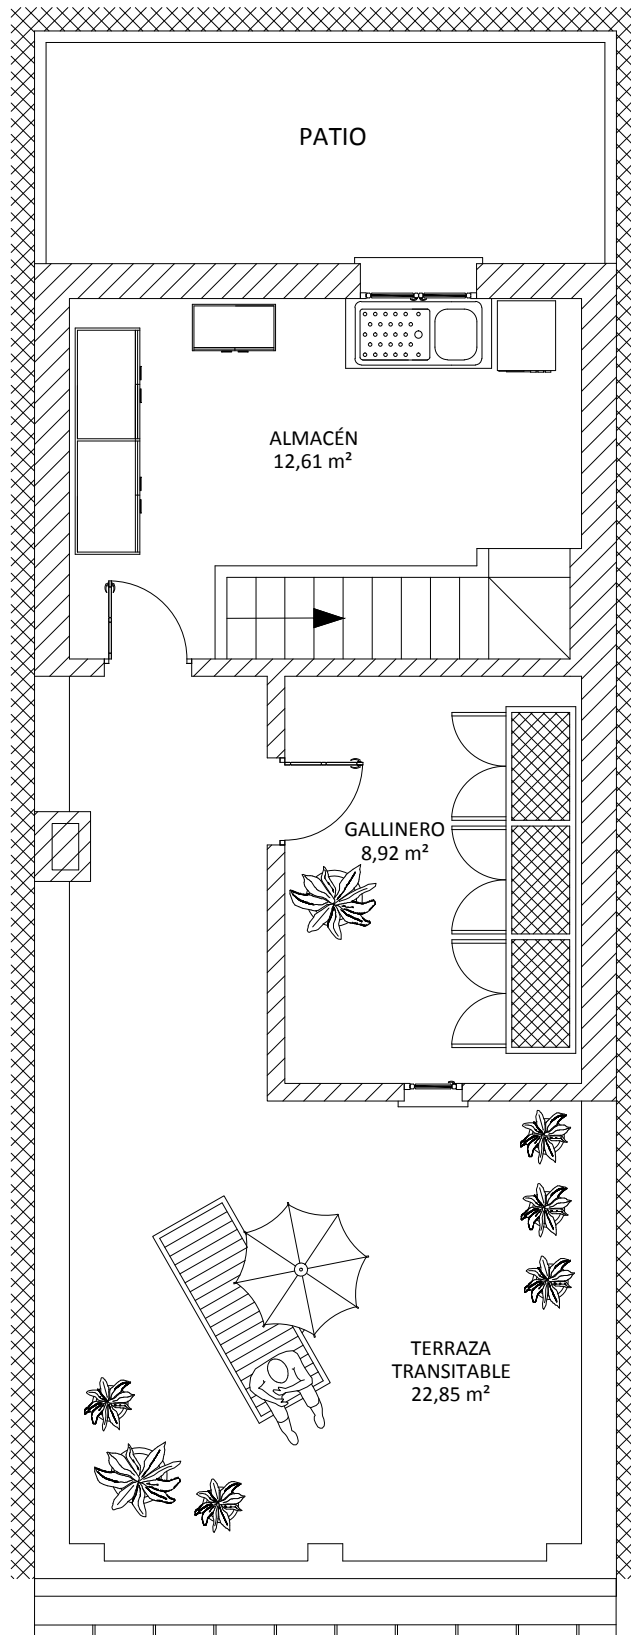 PATIO
ALMACÉN
12,61 m²
GALLINERO
8,92 m²
TERRAZA
TRANSITABLE
22,85 m²